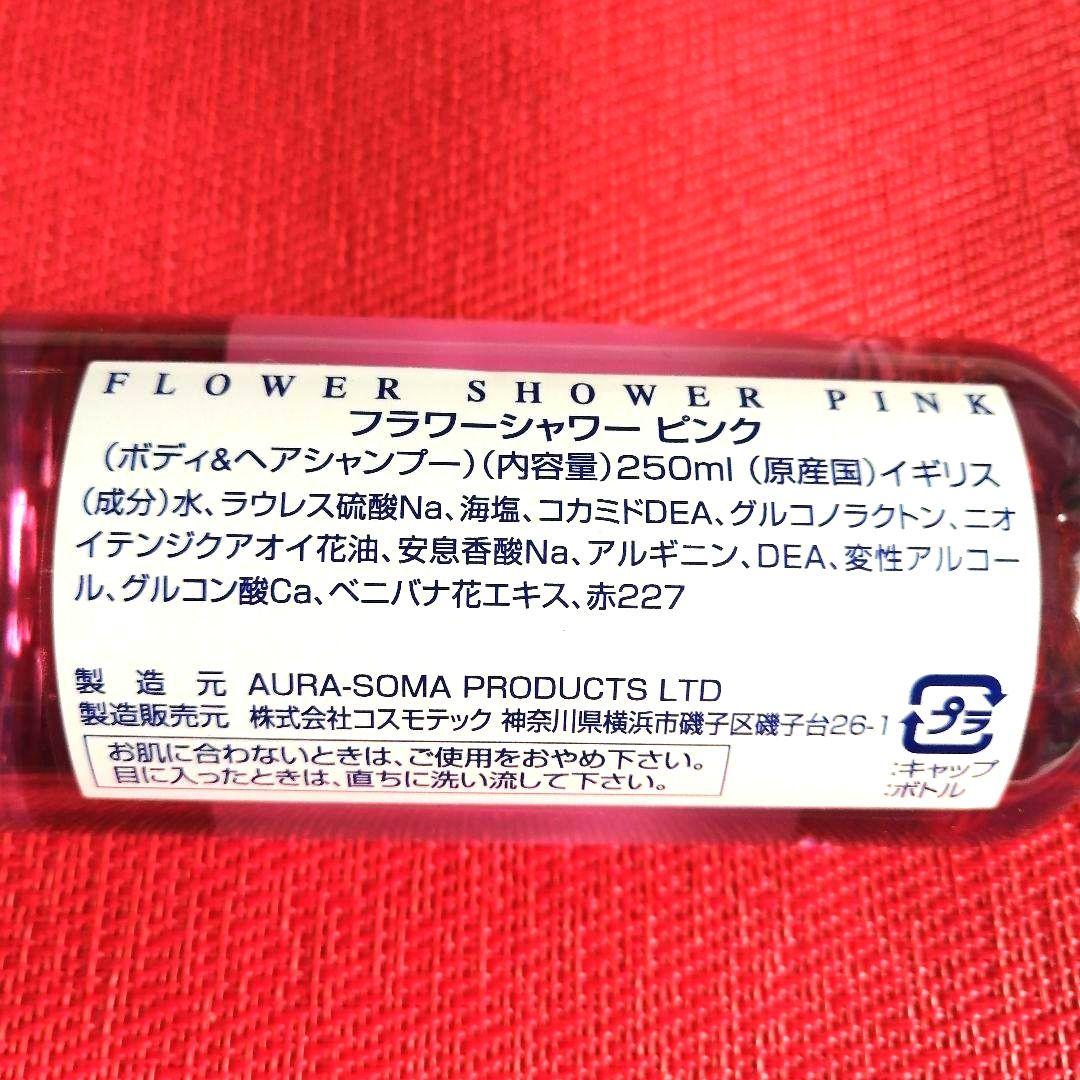 FLOWER SHOWER PINK
フラワーシャワー ピンク
(ボディ&ヘアシャンプー)(内容量)250ml (原産国)イギリス
(成分)水、ラウレス硫酸Na、海塩、コカミドDEA、グルコノラクトン、ニオ
イテンジクアオイ花油、安息香酸Na、アルギニン、DEA、変性アルコー
ル、グルコン酸Ca、ベニバナ花エキス、赤227
製造元 AURA-SOMA PRODUCTS LTD
製造販売元 株式会社コスモテック 神奈川県横浜市磯子区磯子台26-1
プラ
:キャップ
:ボトル
お肌に合わないときは、ご使用をおやめ下さい。
目に入ったときは、直ちに洗い流して下さい。